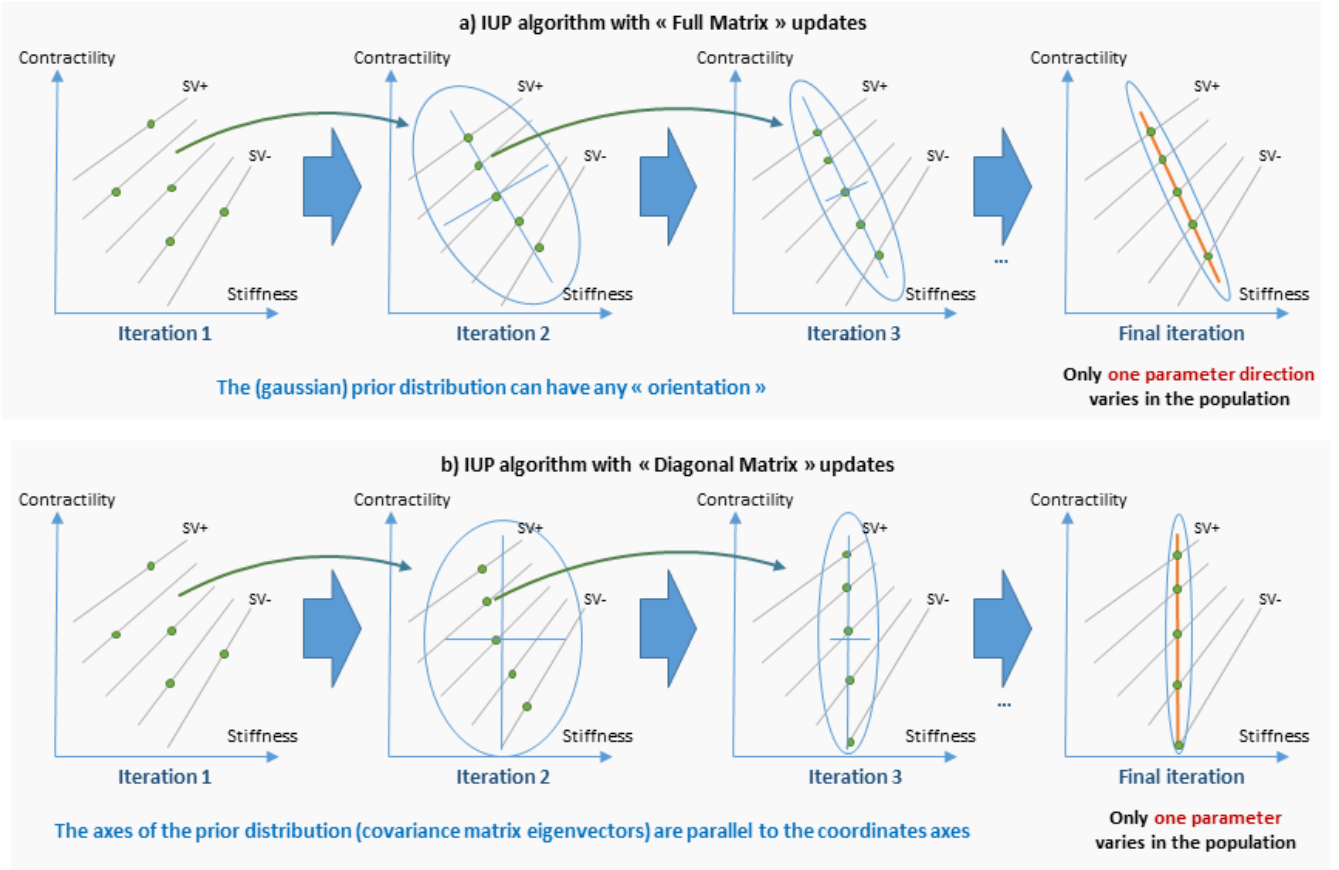 a) IUP algorithm with « Full Matrix » updates
Contractility
SV+
SV-
Stiffness
Iteration 1
Contractility
SV+
SV-
Stiffness
Iteration 2
Contractility
SV+
SV-
Stiffness
Iteration 3
...
Contractility
SV+
SV-
Stiffness
Final iteration
The (gaussian) prior distribution can have any « orientation »
Only one parameter direction
varies in the population
b) IUP algorithm with « Diagonal Matrix » updates
Contractility
SV+
SV-
Stiffness
Iteration 1
Contractility
SV+
SV-
Stiffness
Iteration 2
Contractility
SV+
SV-
Stiffness
Iteration 3
...
Contractility
SV+
SV-
Stiffness
Final iteration
The axes of the prior distribution (covariance matrix eigenvectors) are parallel to the coordinates axes
Only one parameter
varies in the population